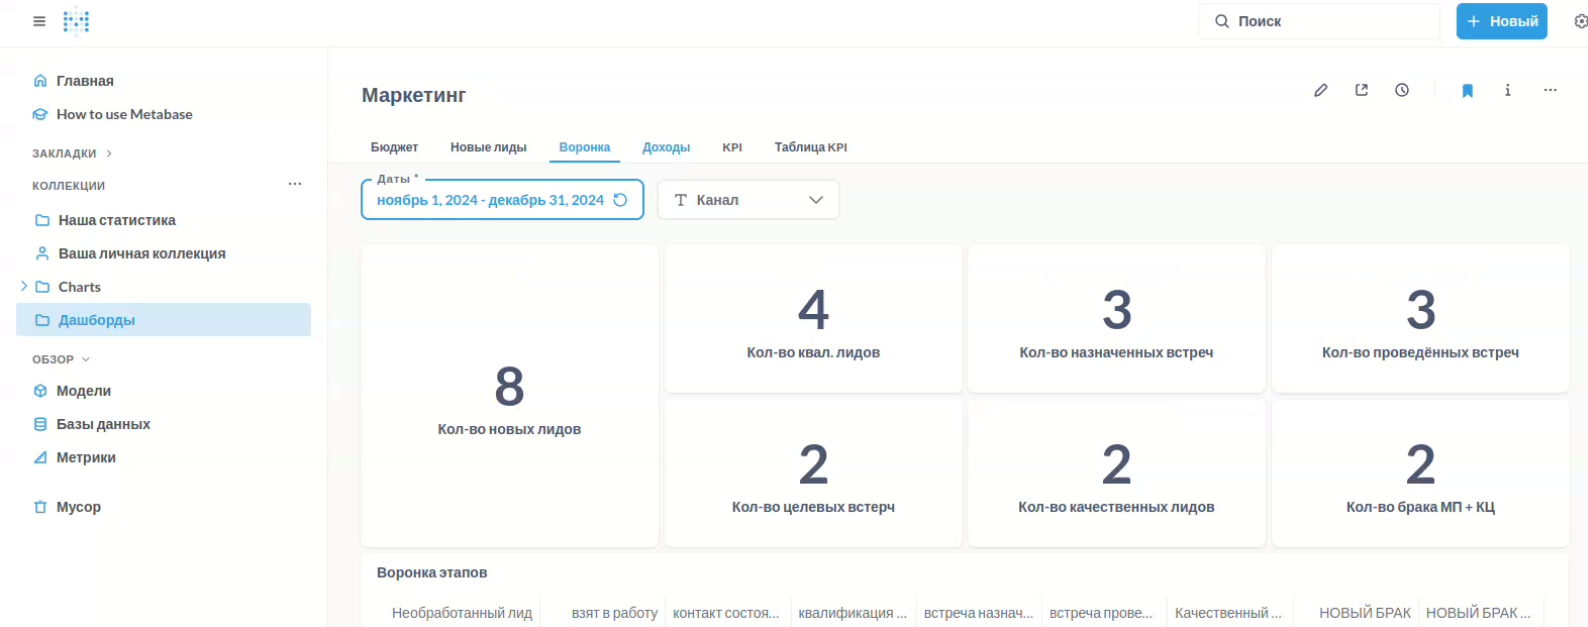 Поиск
+ Новый
Главная
How to use Metabase
ЗАКЛАДКИ
КОЛЛЕКЦИИ
Наша статистика
Ваша личная коллекция
Charts
Дашборды
ОБЗОР
Модели
Базы данных
Метрики
Мусор
Маркетинг
Бюджет Новые лиды Воронка Доходы KPI Таблица KPI
Даты *
ноябрь 1, 2024 - декабрь 31, 2024
Канал
8
Кол-во новых лидов
4
Кол-во квал. лидов
3
Кол-во назначенных встреч
3
Кол-во проведённых встреч
2
Кол-во целевых встерч
2
Кол-во качественных лидов
2
Кол-во брака МП + КЦ
Воронка этапов
Необработанный лид взят в работу контакт состоя... квалификация ... встреча назнач... встреча прове... Качественный ... НОВЫЙ БРАК НОВЫЙ БРАК ...